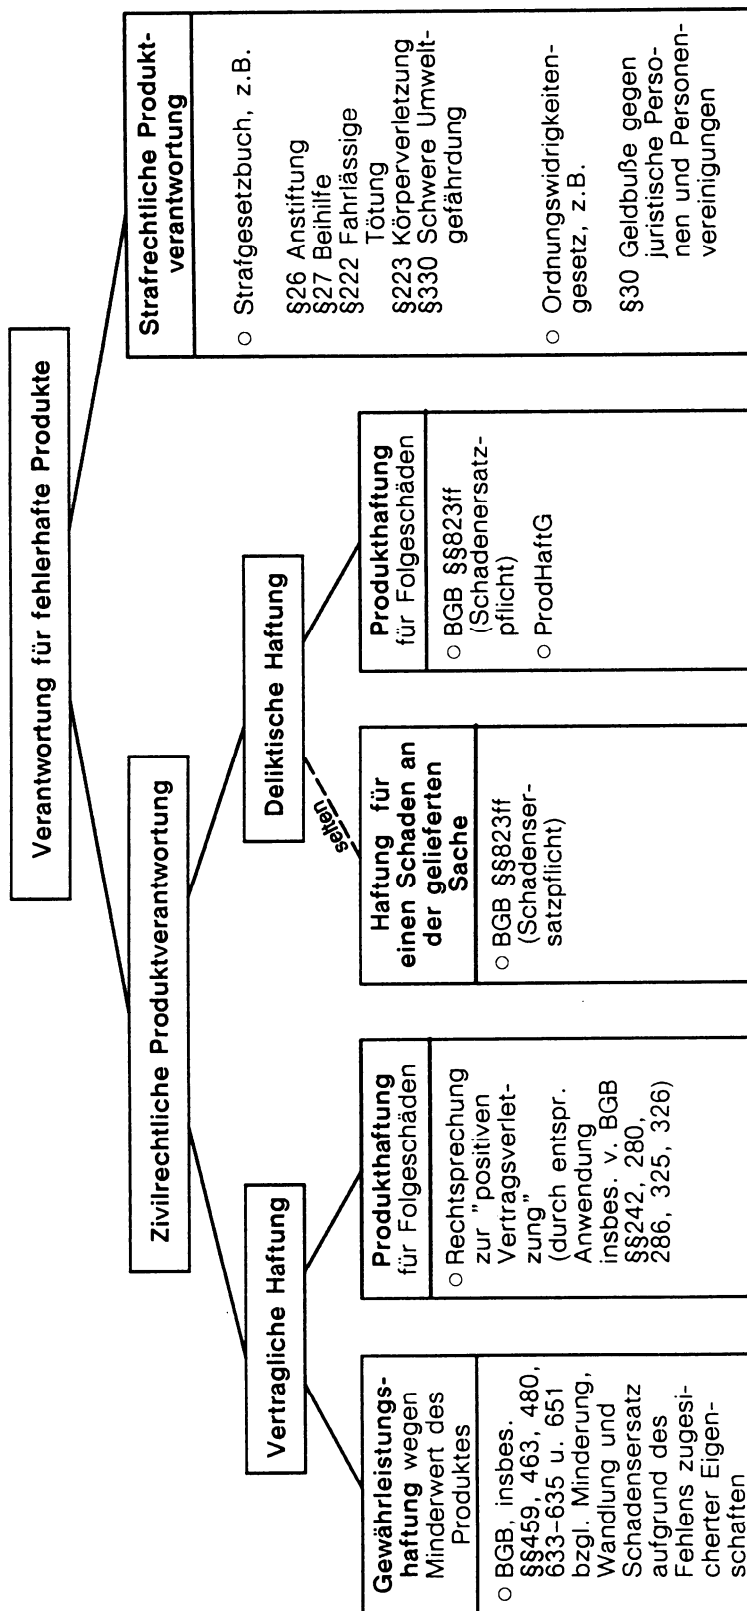 Verantwortung für fehlerhafte Produkte
Zivilrechtliche Produktverantwortung
Strafrechtliche Produkt-
verantwortung
○ Strafgesetzbuch, z.B.
§26 Anstiftung
§27 Beihilfe
§222 Fahrlässige
Tötung
§223 Körperverletzung
§330 Schwere Umwelt-
gefährdung
○ Ordnungswidrigkeiten-
gesetz, z.B.
§30 Geldbuße gegen
juristische Perso-
nen und Personen-
vereinigungen
Vertragliche Haftung
Deliktische Haftung
selten
Gewährleistungs-
haftung wegen
Minderwert des
Produktes
○ BGB, insbes.
§§459, 463, 480,
633-635 u. 651
bzgl. Minderung,
Wandlung und
Schadensersatz
aufgrund des
Fehlens zugesi-
cherter Eigen-
schaften
Produkthaftung
für Folgeschäden
○ Rechtsprechung
zur "positiven
Vertragsverlet-
zung"
(durch entspr.
Anwendung
insbes. v. BGB
§§242, 280,
286, 325, 326)
Haftung für
einen Schaden an
der gelieferten
Sache
○ BGB §§823ff
(Schadenser-
satzpflicht)
Produkthaftung
für Folgeschäden
○ BGB §§823ff
(Schadenersatz-
pflicht)
○ ProdHaftG